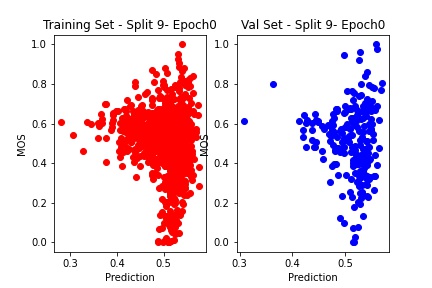 Training Set - Split 9- Epoch0
MOS
1.0
0.8
0.6
0.4
0.2
0.0
0.3 0.4 0.5
Prediction
Val Set - Split 9- Epoch0
MOS
1.0
0.8
0.6
0.4
0.2
0.0
0.3 0.4 0.5
Prediction